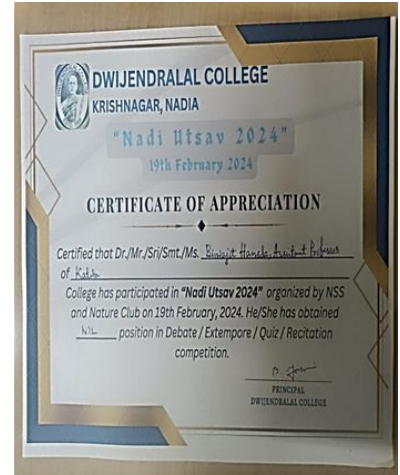 DWIJENDRALAL COLLEGE
KRISHNAGAR, NADIA
"Nadi Utsav 2024"
19th February 2024
CERTIFICATE OF APPRECIATION
Certified that Dr./Mr./Sri/Smt./Ms. Biswajit Assistant Professor
of
College has participated in "Nadi Utsav 2024" organized by NSS
and Nature Club on 19th February, 2024. He/She has obtained
NIL position in Debate / Extempore / Quiz / Recitation
competition.
PRINCIPAL
DWIJENDRALAL COLLEGE